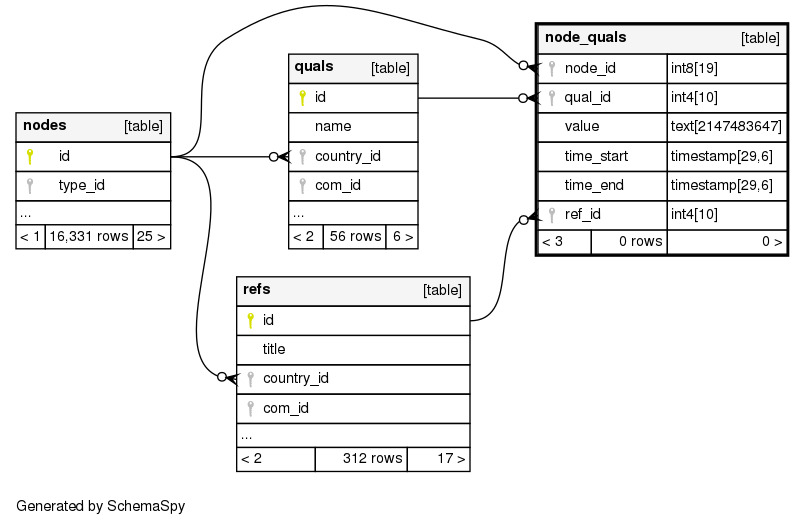 node_quals [table]
node_id int8[19]
qual_id int4[10]
value text[2147483647]
time_start timestamp[29,6]
time_end timestamp[29,6]
ref_id int4[10]
< 3 0 rows 0 >
quals [table]
id
name
country_id
com_id
...
< 2 56 rows 6 >
nodes [table]
id
type_id
...
< 1 16,331 rows 25 >
refs [table]
id
title
country_id
com_id
...
< 2 312 rows 17 >
Generated by SchemaSpy